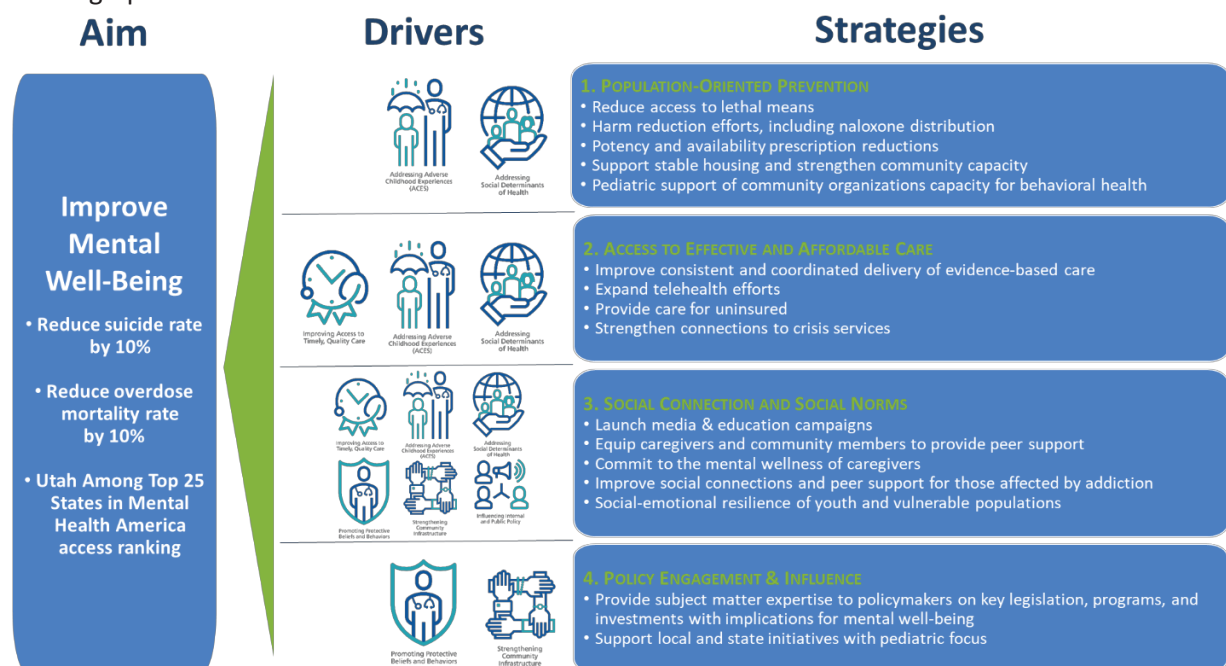 Aim
Drivers
Strategies
Improve
Mental
Well-Being
• Reduce suicide rate
by 10%
• Reduce overdose
mortality rate
by 10%
• Utah Among Top 25
States in Mental
Health America
access ranking
Addressing Adverse
Childhood Experiences
(ACES)
Addressing
Social Determinants
of Health
1. POPULATION-ORIENTED PREVENTION
• Reduce access to lethal means
• Harm reduction efforts, including naloxone distribution
• Potency and availability prescription reductions
• Support stable housing and strengthen community capacity
• Pediatric support of community organizations capacity for behavioral health
Improving Access to
Timely, Quality Care
Addressing Adverse
Childhood Experiences
(ACES)
Addressing
Social Determinants
of Health
2. ACCESS TO EFFECTIVE AND AFFORDABLE CARE
• Improve consistent and coordinated delivery of evidence-based care
• Expand telehealth efforts
• Provide care for uninsured
• Strengthen connections to crisis services
Improving Access to
Timely, Quality Care
Addressing Adverse
Childhood Experiences
(ACES)
Addressing
Social Determinants
of Health
Promoting Protective
Beliefs and Behaviors
Strengthening
Community
Infrastructure
Influencing Internal
and Public Policy
3. SOCIAL CONNECTION AND SOCIAL NORMS
• Launch media & education campaigns
• Equip caregivers and community members to provide peer support
• Commit to the mental wellness of caregivers
• Improve social connections and peer support for those affected by addiction
• Social-emotional resilience of youth and vulnerable populations
Promoting Protective
Beliefs and Behaviors
Strengthening
Community
Infrastructure
4. POLICY ENGAGEMENT & INFLUENCE
• Provide subject matter expertise to policymakers on key legislation, programs, and
investments with implications for mental well-being
• Support local and state initiatives with pediatric focus